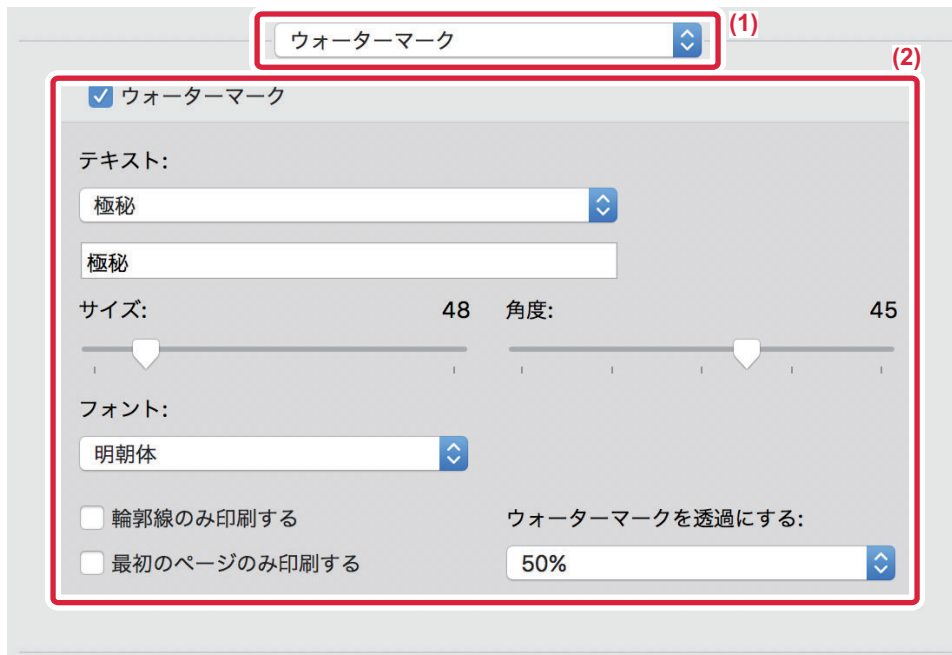 ウォーターマーク
(1)
(2)
ウォーターマーク
テキスト:
極秘
極秘
サイズ: 48 角度: 45
フォント:
明朝体
輪郭線のみ印刷する ウォーターマークを透過にする:
最初のページのみ印刷する 50%